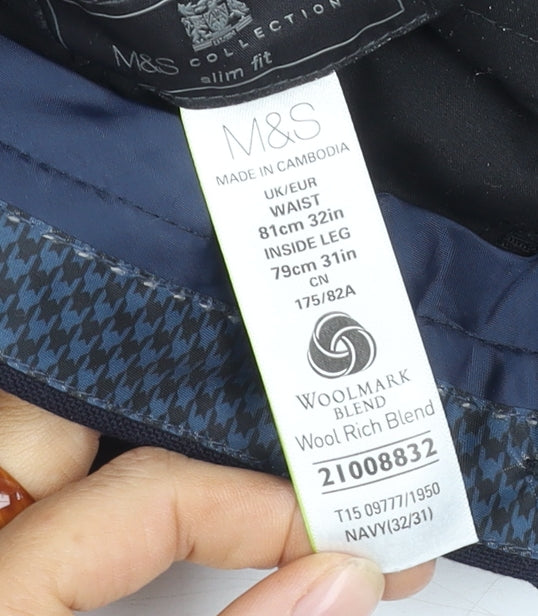 M&S COLLECTION
slim fit
M&S
MADE IN CAMBODIA
UK/EUR
WAIST
81cm 32in
INSIDE LEG
79cm 31in
CN
175/82A
WOOLMARK
BLEND
Wool Rich Blend
21008832
T15 09777/1950
NAVY(32/31)